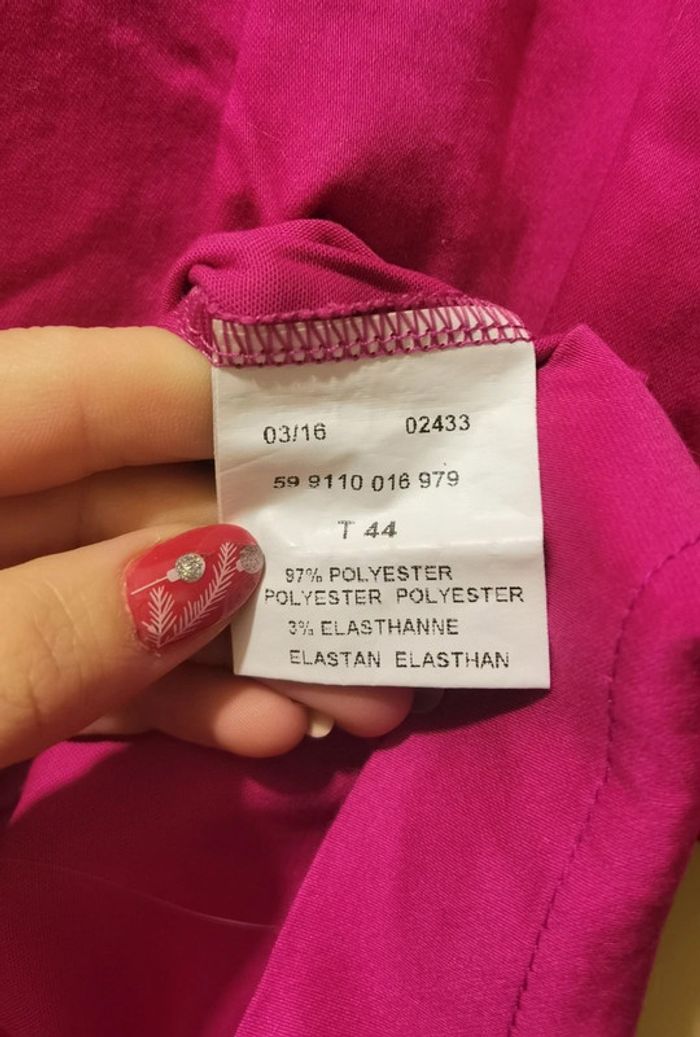 03/16 02433
59 9110 016 979
T 44
97% POLYESTER
POLYESTER POLYESTER
3% ELASTHANNE
ELASTAN ELASTHAN